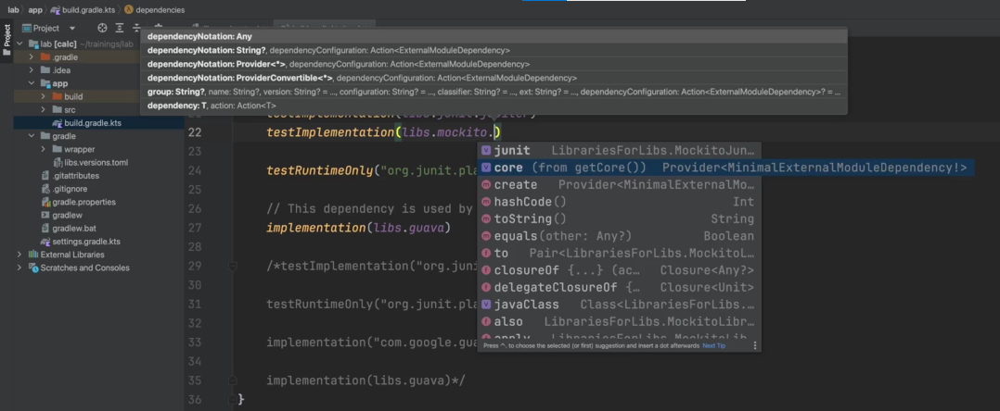 lab app build.gradle.kts dependencies
Project
Project
lab [calc] ~/trainings/lab
.gradle
.idea
app
build
src
build.gradle.kts
gradle
wrapper
libs.versions.toml
.gitattributes
.gitignore
gradle.properties
gradlew
gradlew.bat
settings.gradle.kts
External Libraries
Scratches and Consoles
dependencyNotation: Any
dependencyNotation: String?, dependencyConfiguration: Action<ExternalModuleDependency>
dependencyNotation: Provider<*>, dependencyConfiguration: Action<ExternalModuleDependency>
dependencyNotation: ProviderConvertible<*>, dependencyConfiguration: Action<ExternalModuleDependency>
group: String?, name: String?, version: String? = ..., configuration: String? = ..., classifier: String? = ..., ext: String? = ..., dependencyConfiguration: Action<ExternalModuleDependency>? = ...
dependency: T, action: Action<T>
testImplementation(libs.junit.jupiter)
22 testImplementation(libs.mockito.)
23
24 testRuntimeOnly("org.junit.pla
25
26 // This dependency is used by
27 implementation(libs.guava)
28
29 /*testImplementation("org.juni
30
31 testRuntimeOnly("org.junit.pla
32
33 implementation("com.google.gua
34
35 implementation(libs.guava)*/
36 }
junit LibrariesForLibs.MockitoJun…
core (from getCore()) Provider<MinimalExternalModuleDependency!>
create Provider<MinimalExternalMo…
hashCode() Int
toString() String
equals(other: Any?) Boolean
to Pair<LibrariesForLibs.MockitoL…
closureOf {...} (ac… Closure<Any?>
delegateClosureOf {… Closure<Unit>
javaClass Class<LibrariesForLibs.…
also LibrariesForLibs.MockitoLibr…
apply LibrariesForLibs.MockitoLib…
Press ^. to choose the selected (or first) suggestion and insert a dot afterwards Next Tip